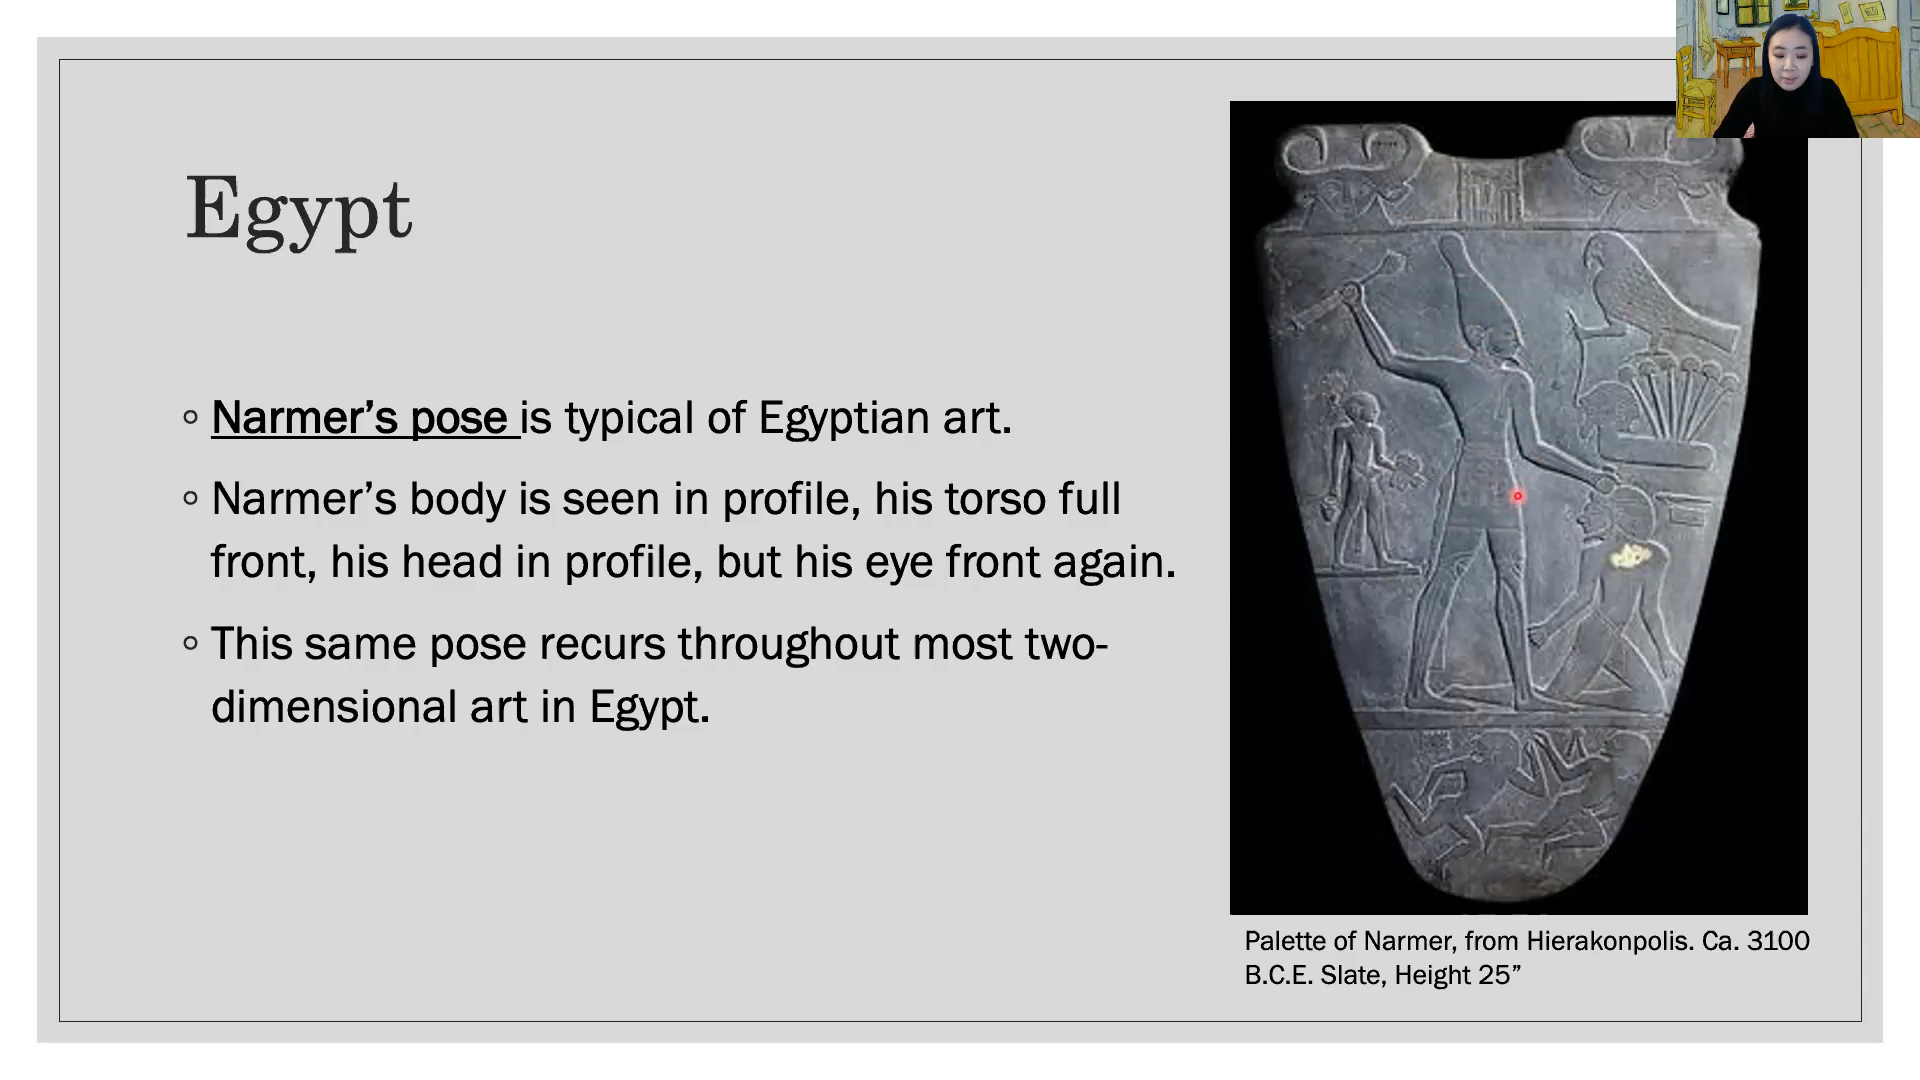 Egypt
◦ Narmer’s pose is typical of Egyptian art.
◦ Narmer’s body is seen in profile, his torso full
front, his head in profile, but his eye front again.
◦ This same pose recurs throughout most two-
dimensional art in Egypt.
Palette of Narmer, from Hierakonpolis. Ca. 3100
B.C.E. Slate, Height 25”